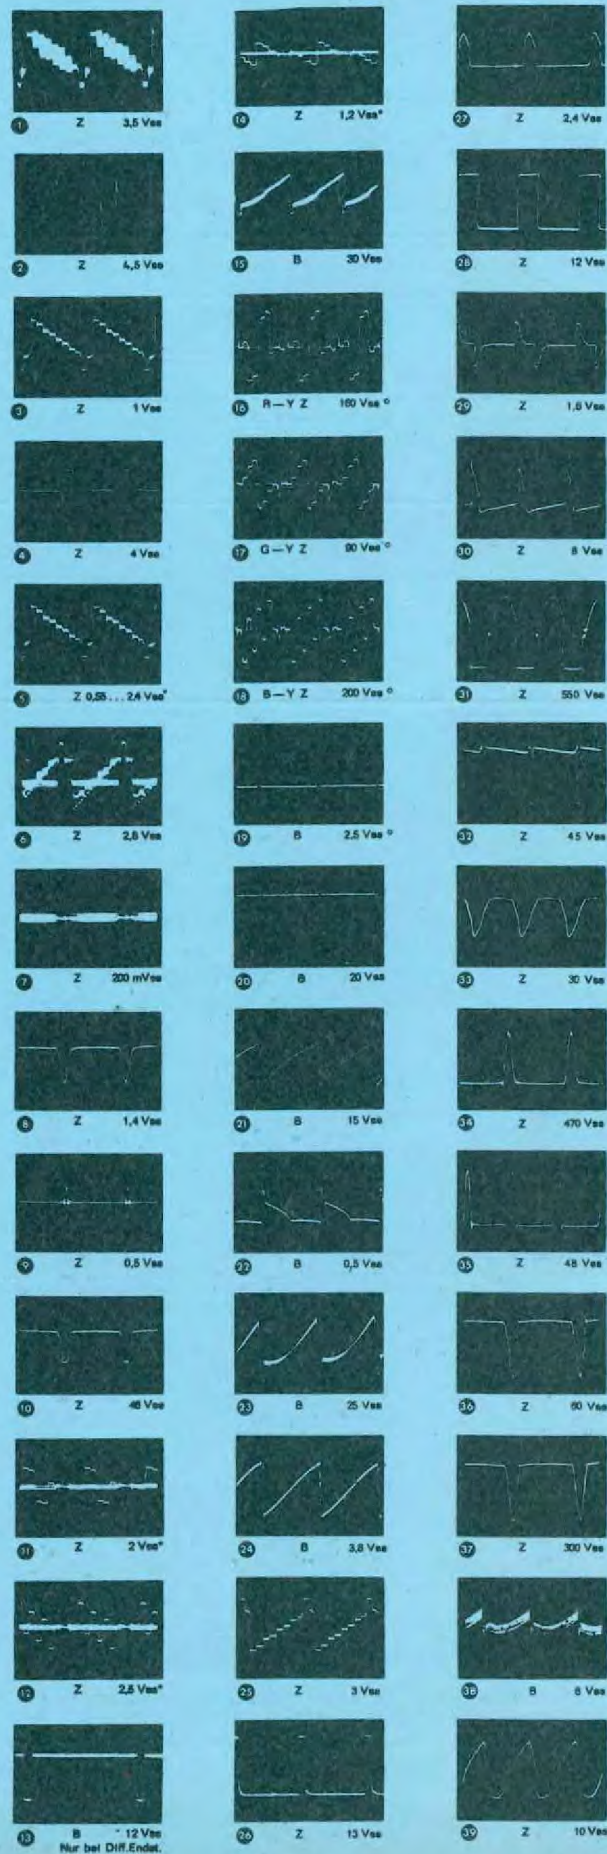 1 Z 3,5 Vss
2 Z 4,5 Vss
3 Z 1 Vss
4 Z 4 Vss
5 Z 0,55...2,4 Vss*
6 Z 2,8 Vss
7 Z 200 mVss
8 Z 1,4 Vss
9 Z 0,5 Vss
10 Z 46 Vss
11 Z 2 Vss*
12 Z 2,5 Vss*
13 B 12 Vss
Nur bei Diff.Endst.
14 Z 1,2 Vss*
15 B 30 Vss
16 R–Y Z 160 Vss °
17 G–Y Z 90 Vss °
18 B–Y Z 200 Vss °
19 B 2,5 Vss °
20 B 20 Vss
21 B 15 Vss
22 B 0,5 Vss
23 B 25 Vss
24 B 3,8 Vss
25 Z 3 Vss
26 Z 13 Vss
27 Z 2,4 Vss
28 Z 12 Vss
29 Z 1,8 Vss
30 Z 8 Vss
31 Z 550 Vss
32 Z 45 Vss
33 Z 30 Vss
34 Z 470 Vss
35 Z 48 Vss
36 Z 60 Vss
37 Z 300 Vss
38 B 6 Vss
39 Z 10 Vss